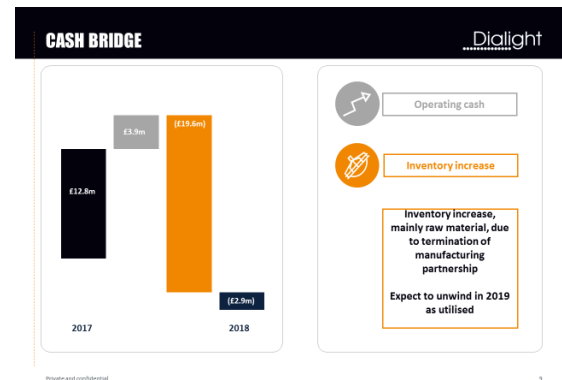 CASH BRIDGE
Dialight
£12.8m
£3.9m
(£19.6m)
(£2.9m)
2017
2018
Operating cash
Inventory increase
Inventory increase,
mainly raw material, due
to termination of
manufacturing
partnership
Expect to unwind in 2019
as utilised
Private and confidential
9